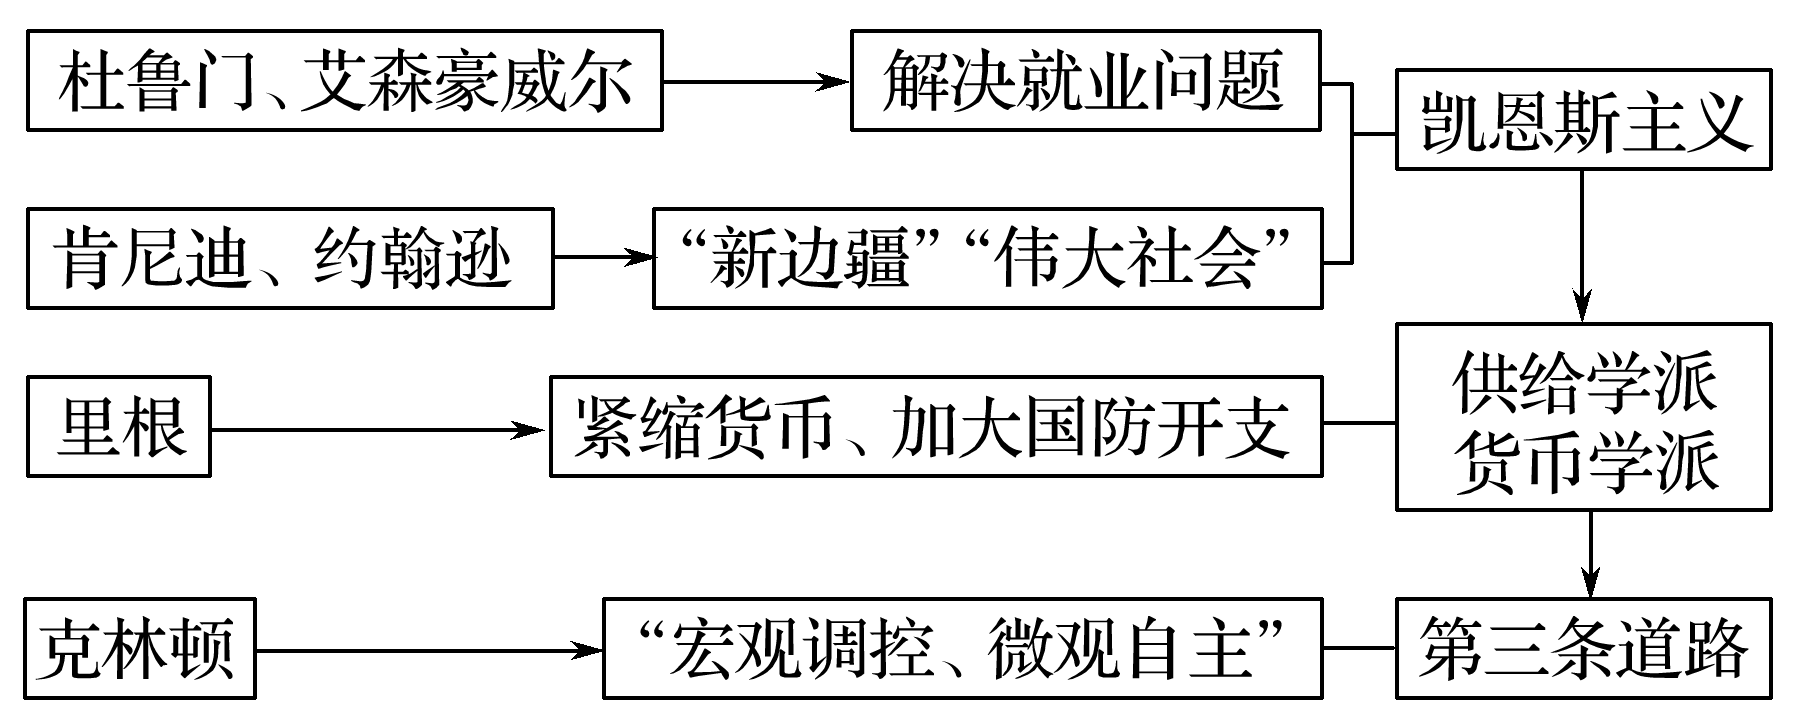 杜鲁门、艾森豪威尔
解决就业问题
凯恩斯主义
肯尼迪、约翰逊
“新边疆”“伟大社会”
里根
紧缩货币、加大国防开支
供给学派
货币学派
克林顿
“宏观调控、微观自主”
第三条道路